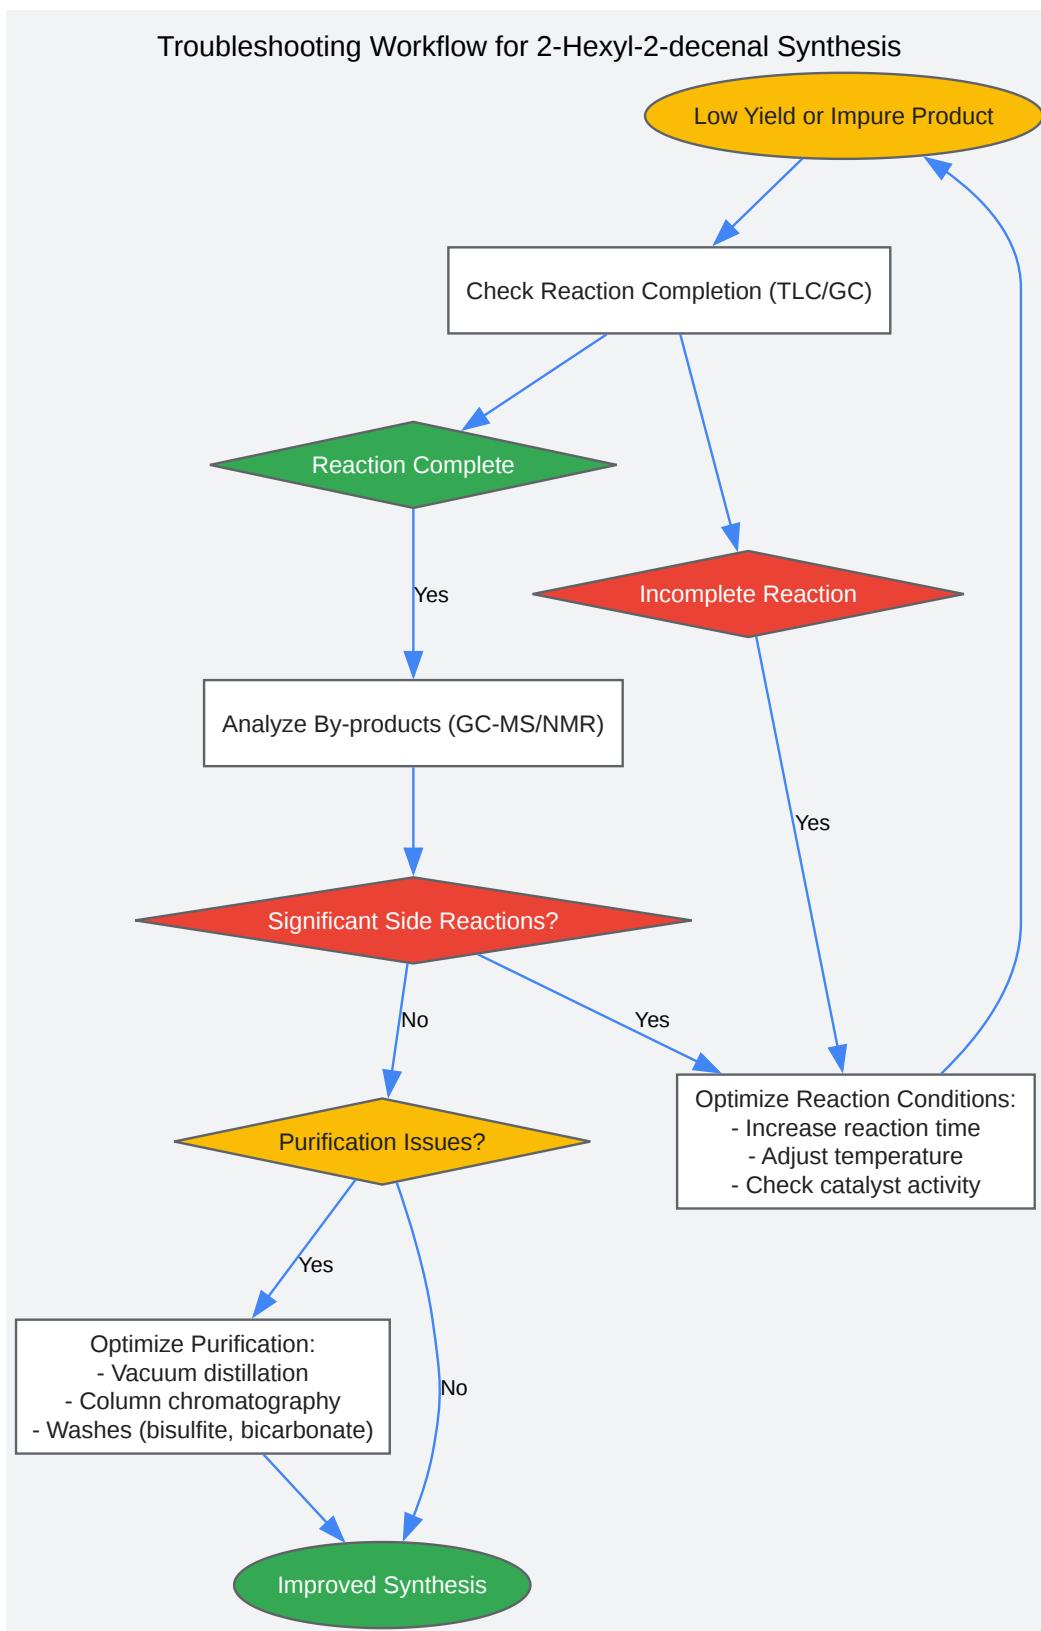 Troubleshooting Workflow for 2-Hexyl-2-decenal Synthesis
Low Yield or Impure Product
Check Reaction Completion (TLC/GC)
Reaction Complete
Incomplete Reaction
Yes
Analyze By-products (GC-MS/NMR)
Yes
Significant Side Reactions?
No
Yes
Optimize Reaction Conditions:
- Increase reaction time
- Adjust temperature
- Check catalyst activity
Purification Issues?
Yes
Optimize Purification:
- Vacuum distillation
- Column chromatography
- Washes (bisulfite, bicarbonate)
No
Improved Synthesis